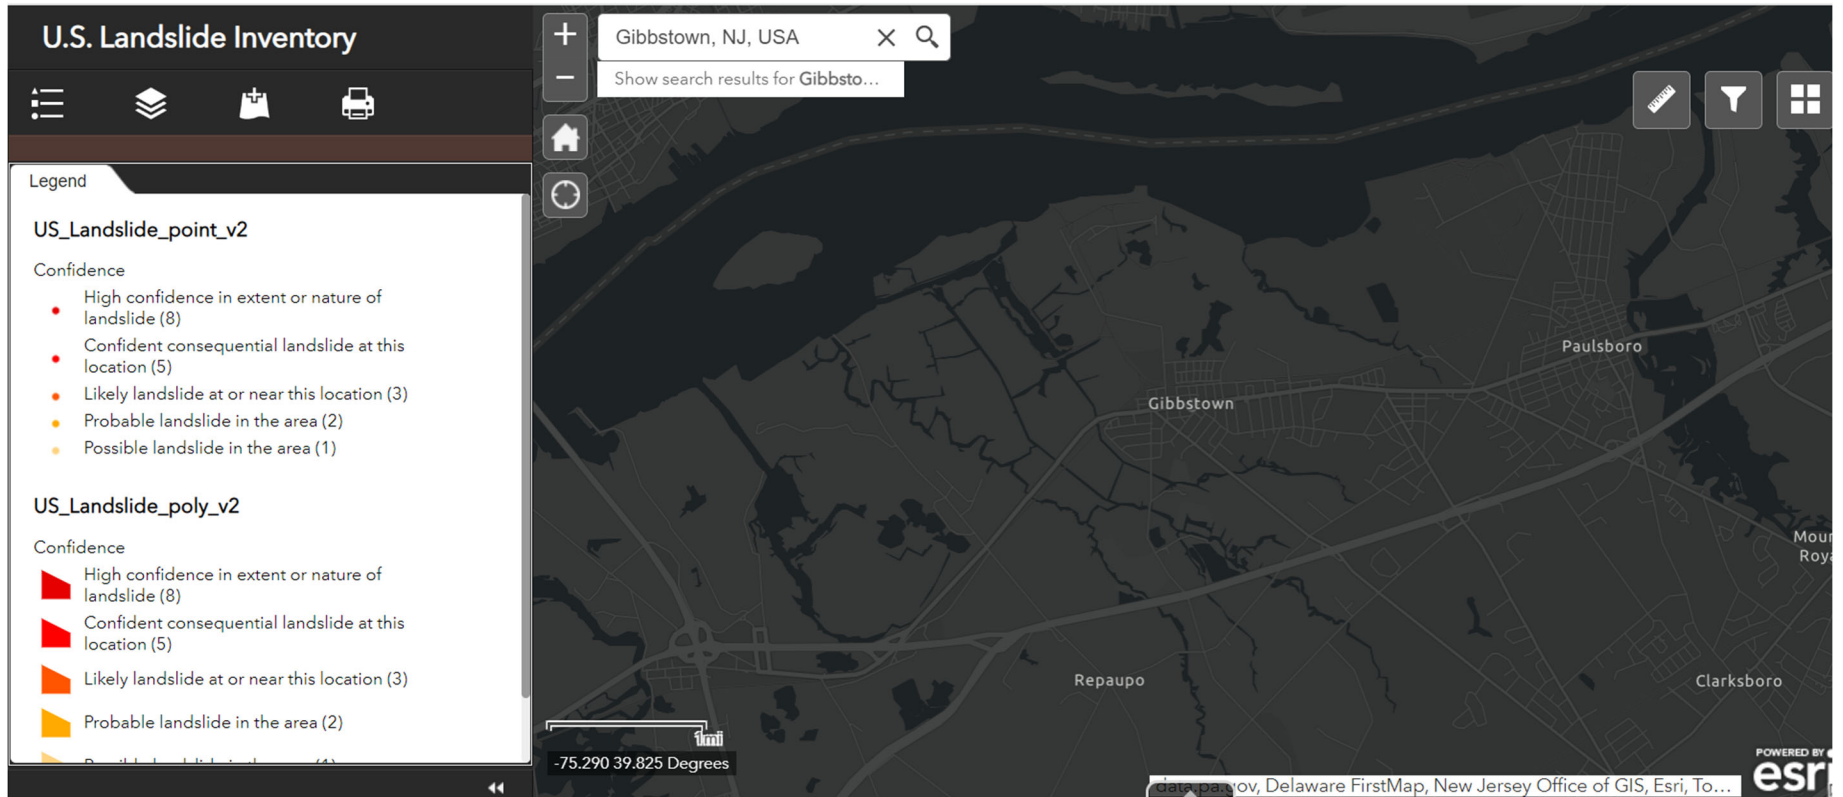 U.S. Landslide Inventory
Gibbstown, NJ, USA
Show search results for Gibbsto...
Legend
US_Landslide_point_v2
Confidence
High confidence in extent or nature of
landslide (8)
Confident consequential landslide at this
location (5)
Likely landslide at or near this location (3)
Probable landslide in the area (2)
Possible landslide in the area (1)
US_Landslide_poly_v2
Confidence
High confidence in extent or nature of
landslide (8)
Confident consequential landslide at this
location (5)
Likely landslide at or near this location (3)
Probable landslide in the area (2)
Paulsboro
Gibbstown
Moun
Roya
Repaupo
Clarksboro
1mi
-75.290 39.825 Degrees
POWERED BY
esri
data.pa.gov, Delaware FirstMap, New Jersey Office of GIS, Esri, To...